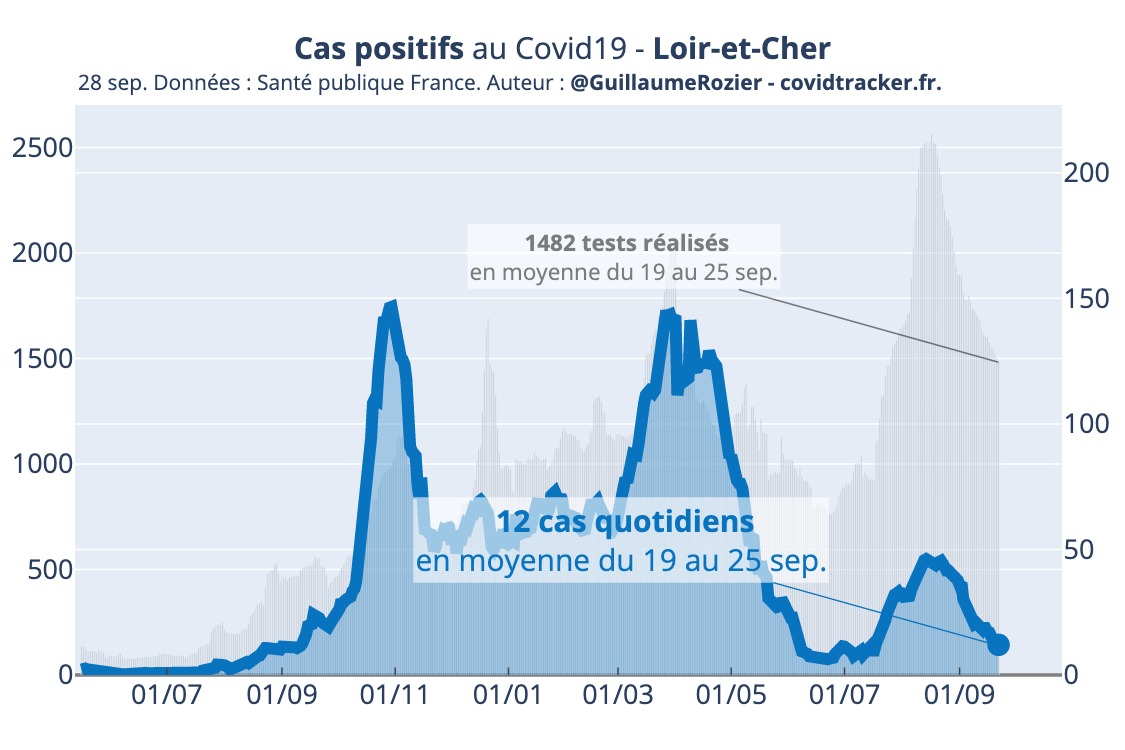 Cas positifs au Covid19 - Loir-et-Cher
28 sep. Données : Santé publique France. Auteur : @GuillaumeRozier - covidtracker.fr.
2500
2000
1500
1000
500
0
200
150
100
50
0
1482 tests réalisés
en moyenne du 19 au 25 sep.
12 cas quotidiens
en moyenne du 19 au 25 sep.
01/07 01/09 01/11 01/01 01/03 01/05 01/07 01/09